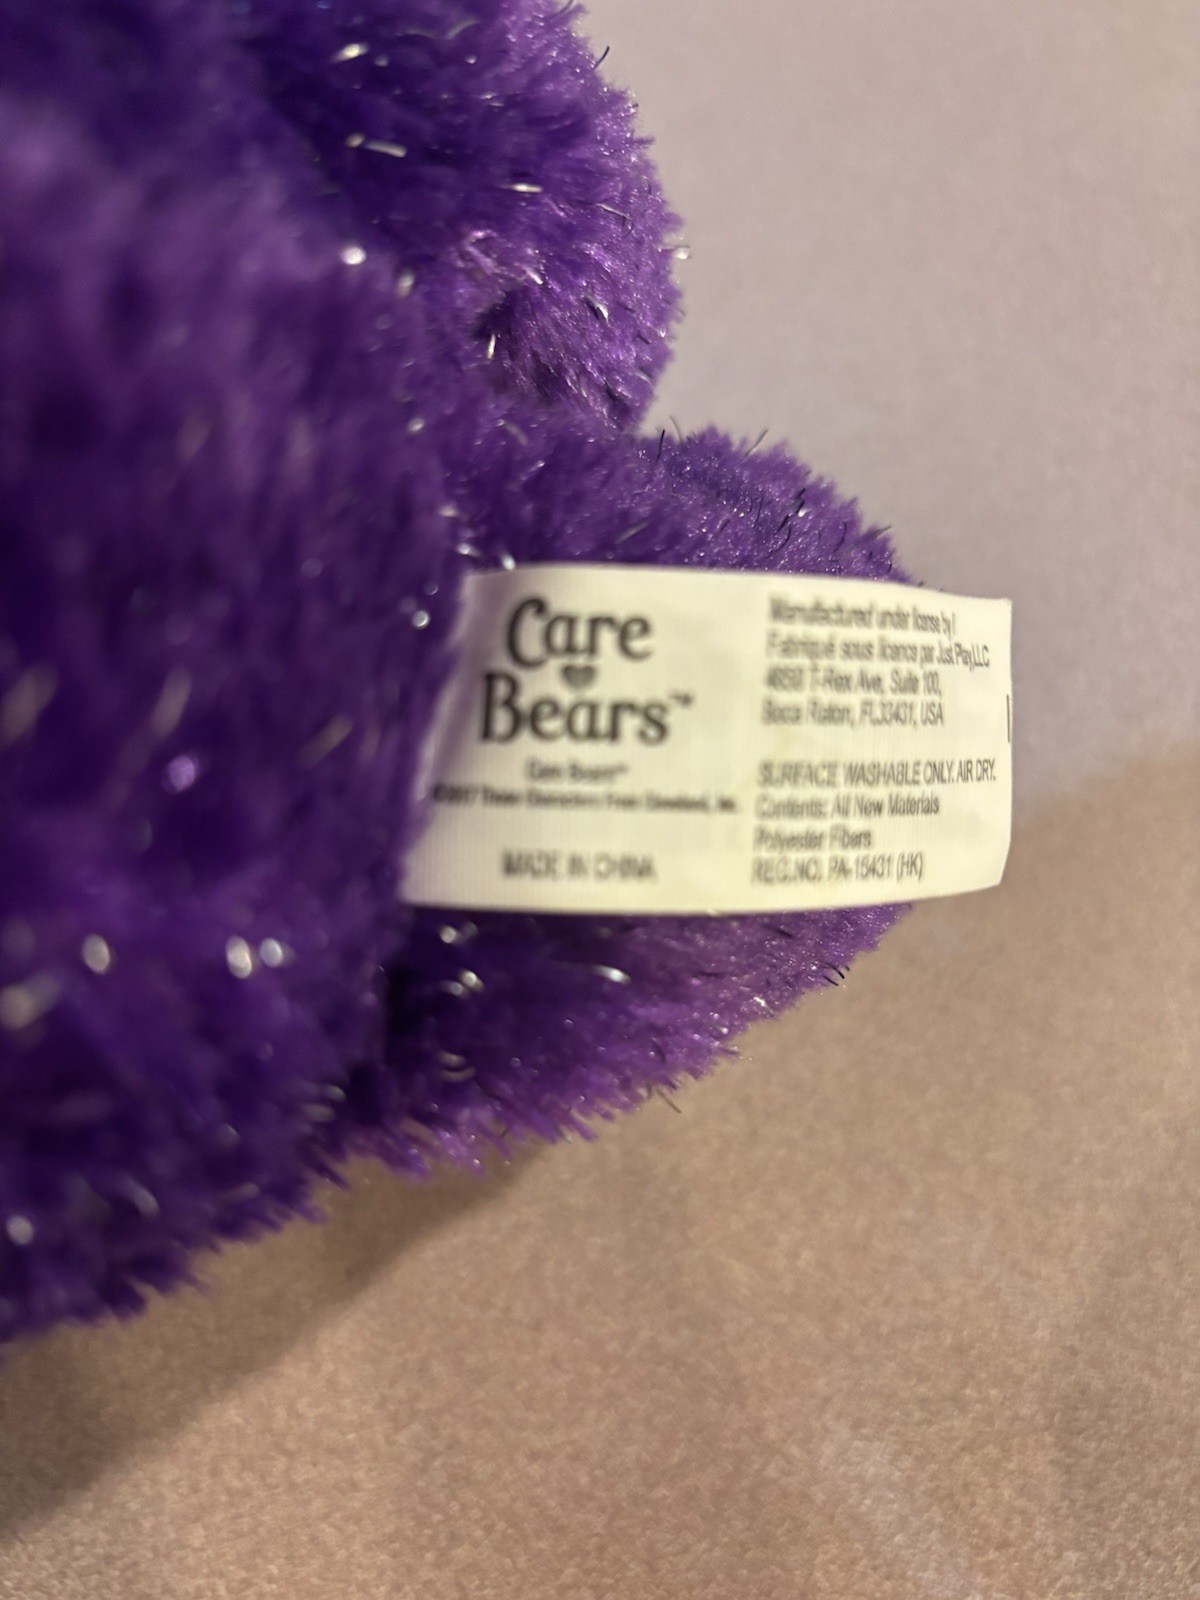 Care
Bears™
Care Bears™
©2017 Those Characters From Cleveland, Inc.
MADE IN CHINA
Manufactured under license by /
Fabriqué sous licence par Just Play, LLC
4850 T-Rex Ave, Suite 100,
Boca Raton, FL33431, USA
SURFACE WASHABLE ONLY. AIR DRY.
Contents: All New Materials
Polyester Fibers
REG.NO. PA-15431 (HK)